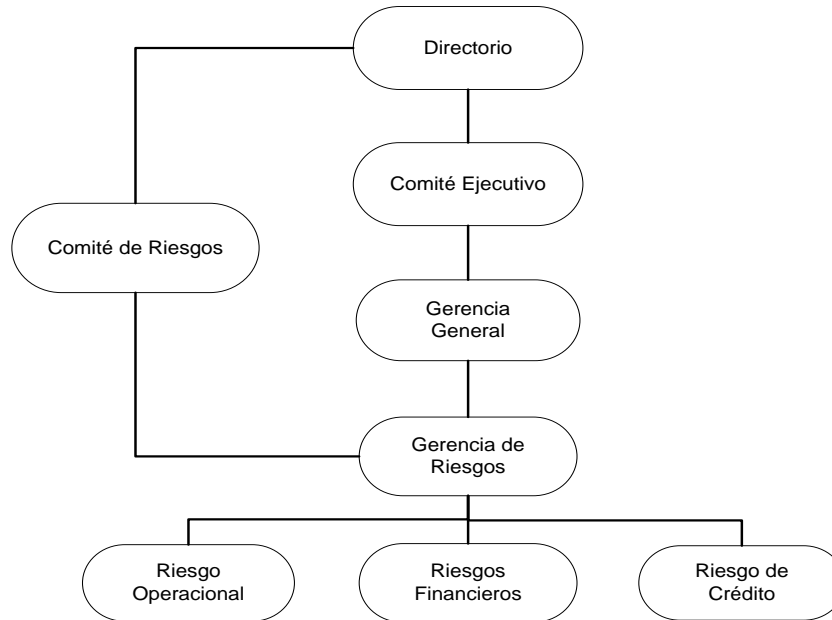 Directorio
Comité Ejecutivo
Comité de Riesgos
Gerencia
General
Gerencia de
Riesgos
Riesgo
Operacional
Riesgos
Financieros
Riesgo de
Crédito